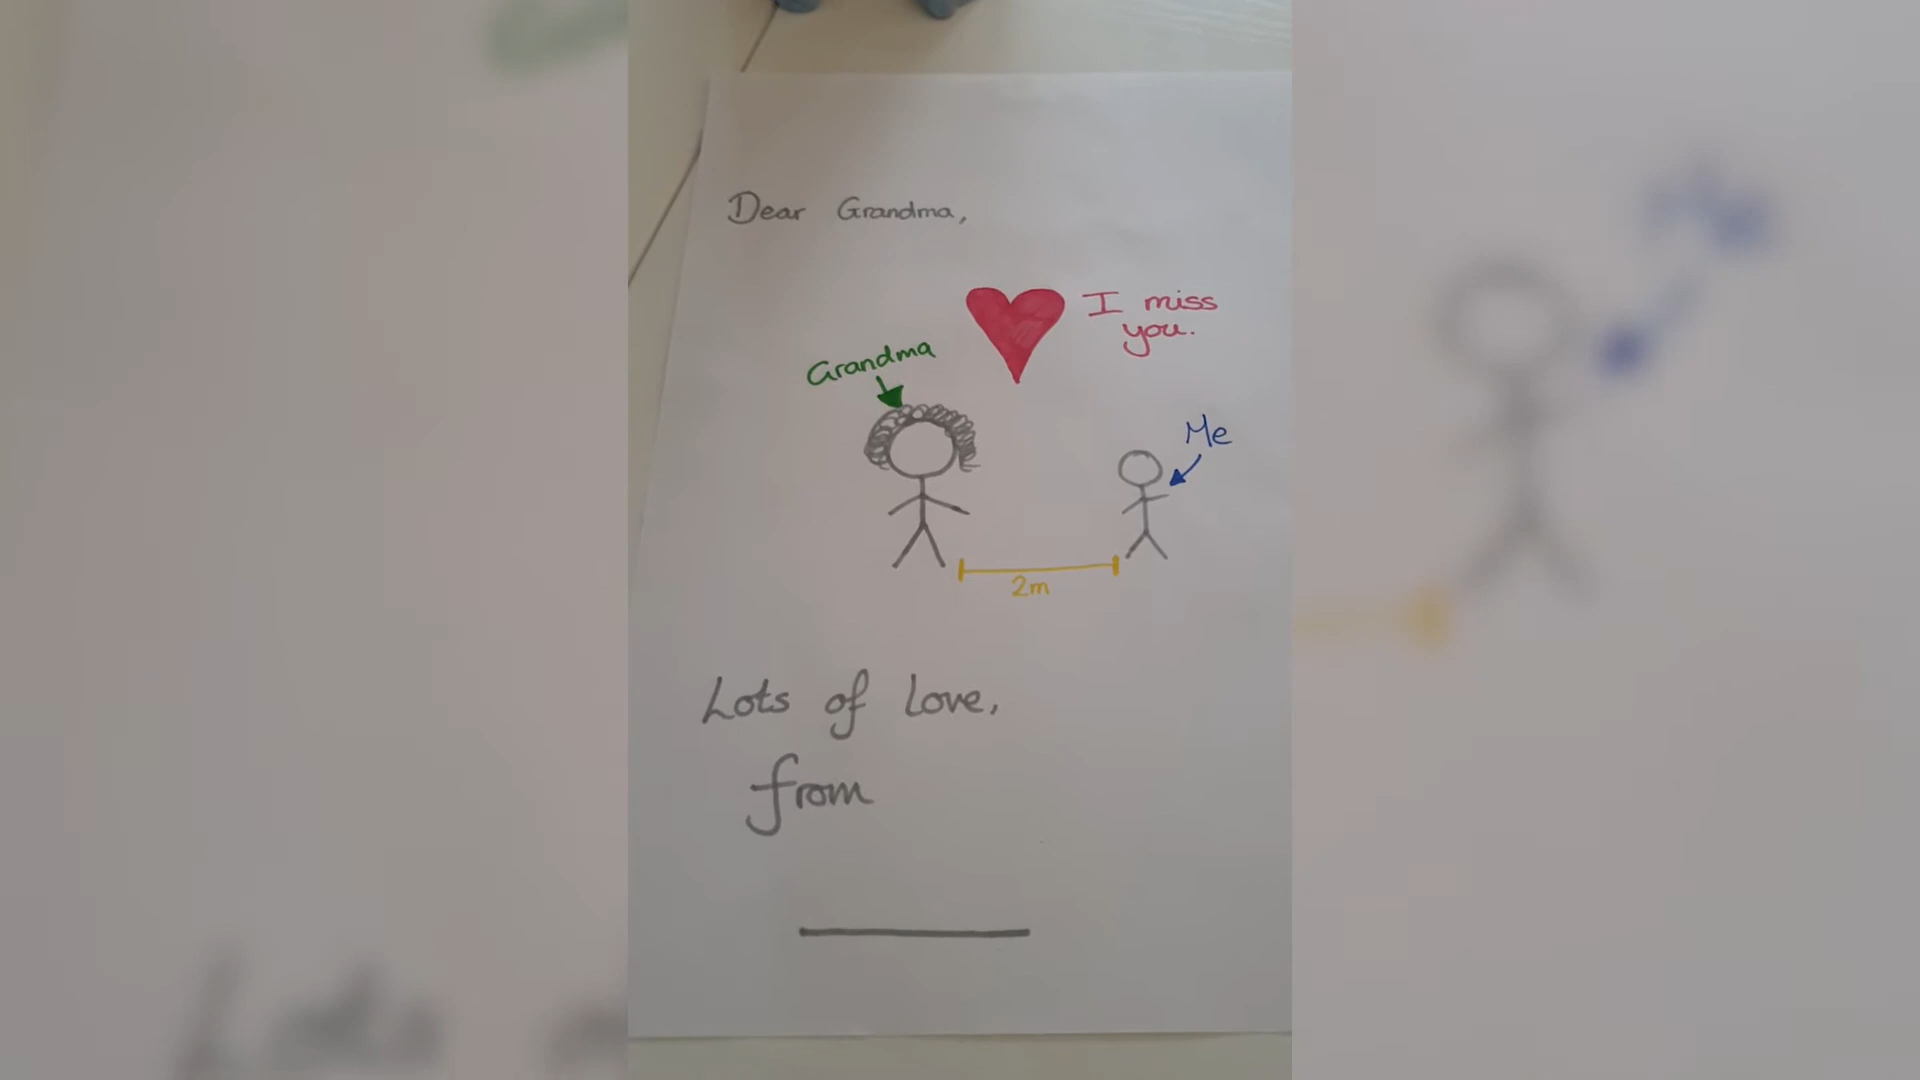 Dear Grandma,
I miss
you.
Grandma
Me
2m
Lots of love,
from